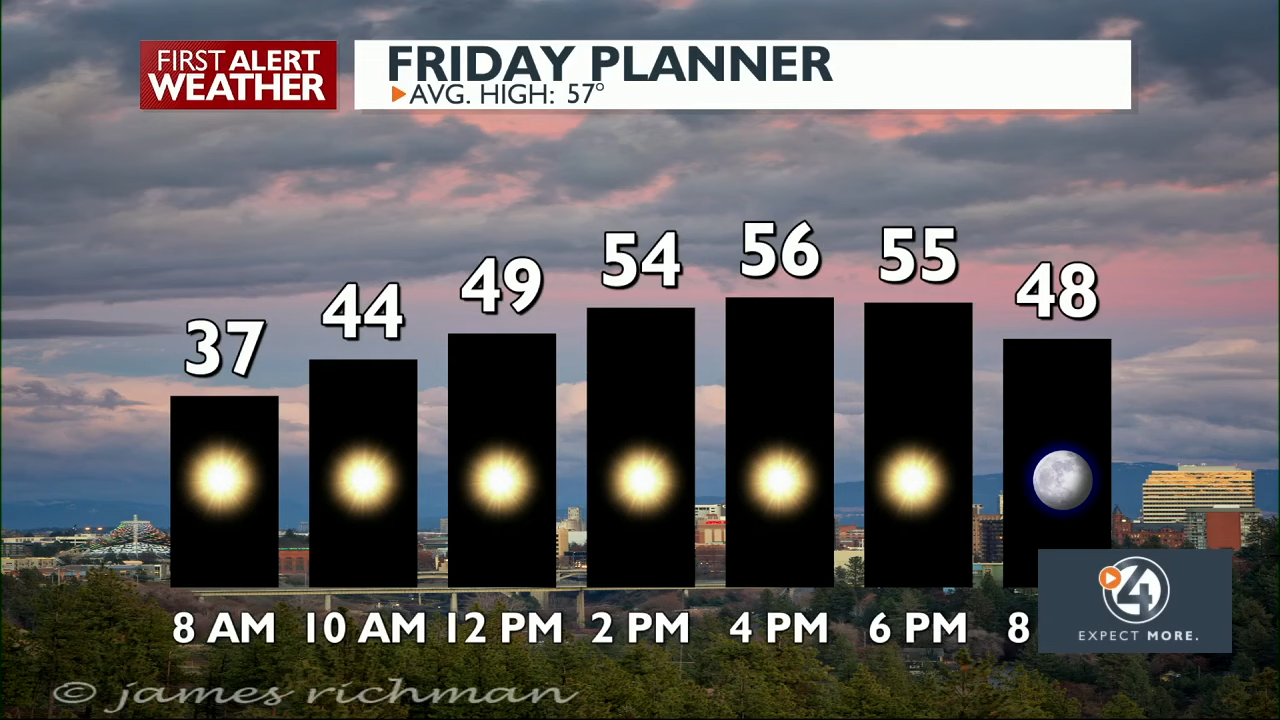 FIRST ALERT
WEATHER
FRIDAY PLANNER
AVG. HIGH: 57°
37
44
49
54
56
55
48
8 AM
10 AM
12 PM
2 PM
4 PM
6 PM
8
4
EXPECT MORE.
© james richman